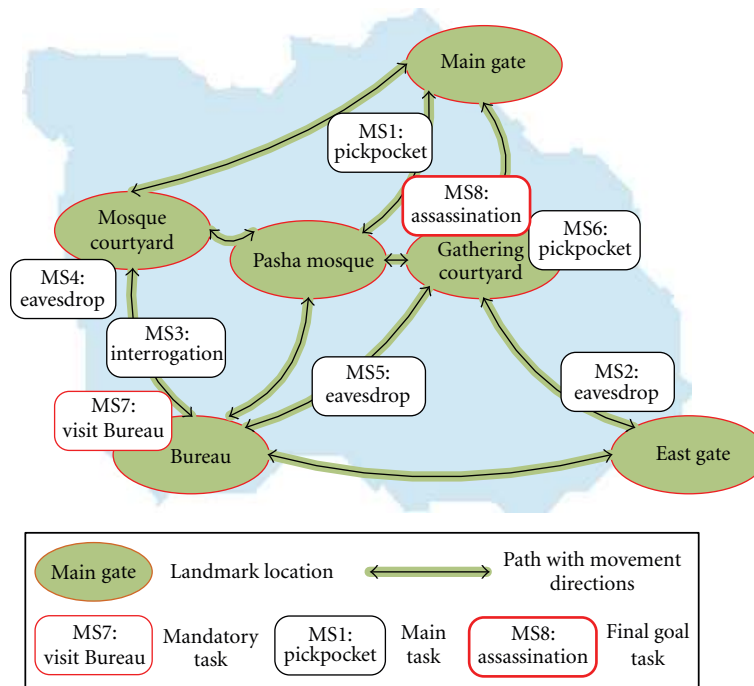 Main gate
MS1:
pickpocket
MS8:
assassination
Mosque
courtyard
MS6:
pickpocket
Pasha mosque
Gathering
courtyard
MS4:
eavesdrop
MS3:
interrogation
MS5:
eavesdrop
MS2:
eavesdrop
MS7:
visit Bureau
Bureau
East gate
Main gate
Landmark location
Path with movement
directions
MS7:
visit Bureau
Mandatory
task
MS1:
pickpocket
Main
task
MS8:
assassination
Final goal
task